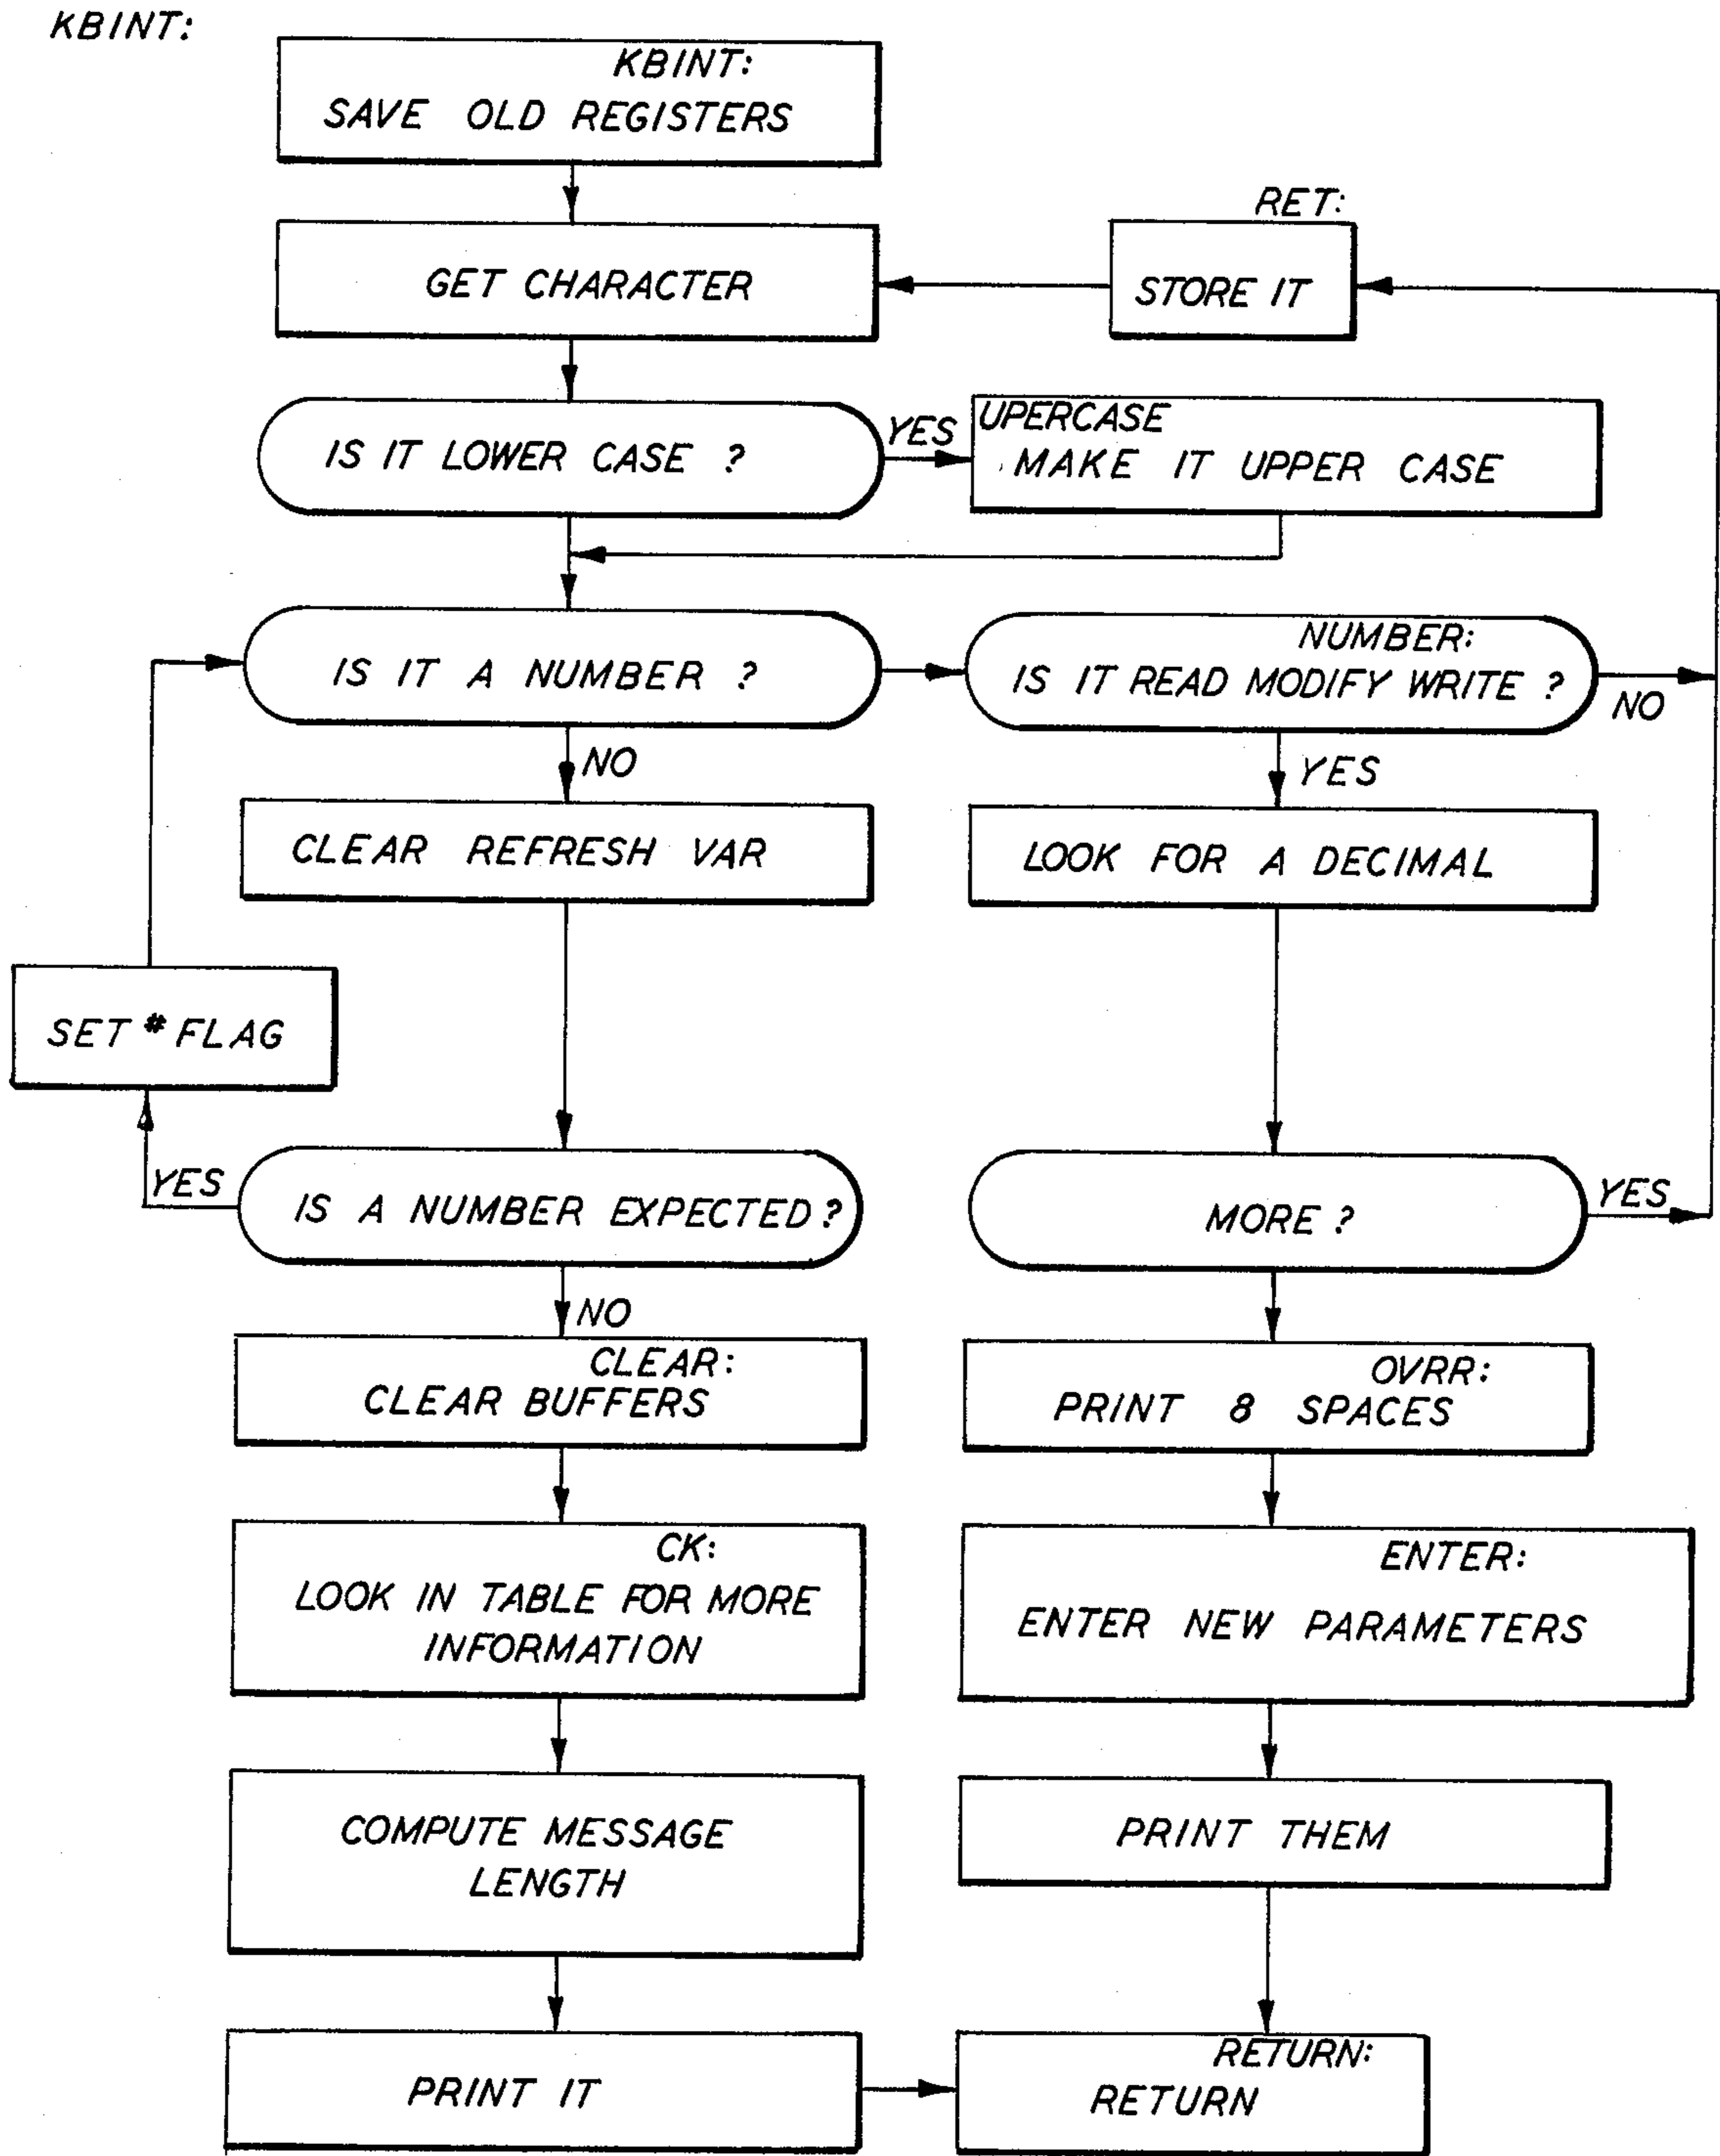 KBINT:
KBINT:
SAVE OLD REGISTERS
RET:
GET CHARACTER
STORE IT
IS IT LOWER CASE ?
YES
UPERCASE
MAKE IT UPPER CASE
IS IT A NUMBER ?
NUMBER:
IS IT READ MODIFY WRITE ?
NO
NO
YES
CLEAR REFRESH VAR
LOOK FOR A DECIMAL
SET # FLAG
YES
IS A NUMBER EXPECTED ?
MORE ?
YES
NO
CLEAR:
CLEAR BUFFERS
OVRR:
PRINT 8 SPACES
CK:
LOOK IN TABLE FOR MORE
INFORMATION
ENTER:
ENTER NEW PARAMETERS
COMPUTE MESSAGE
LENGTH
PRINT THEM
PRINT IT
RETURN:
RETURN